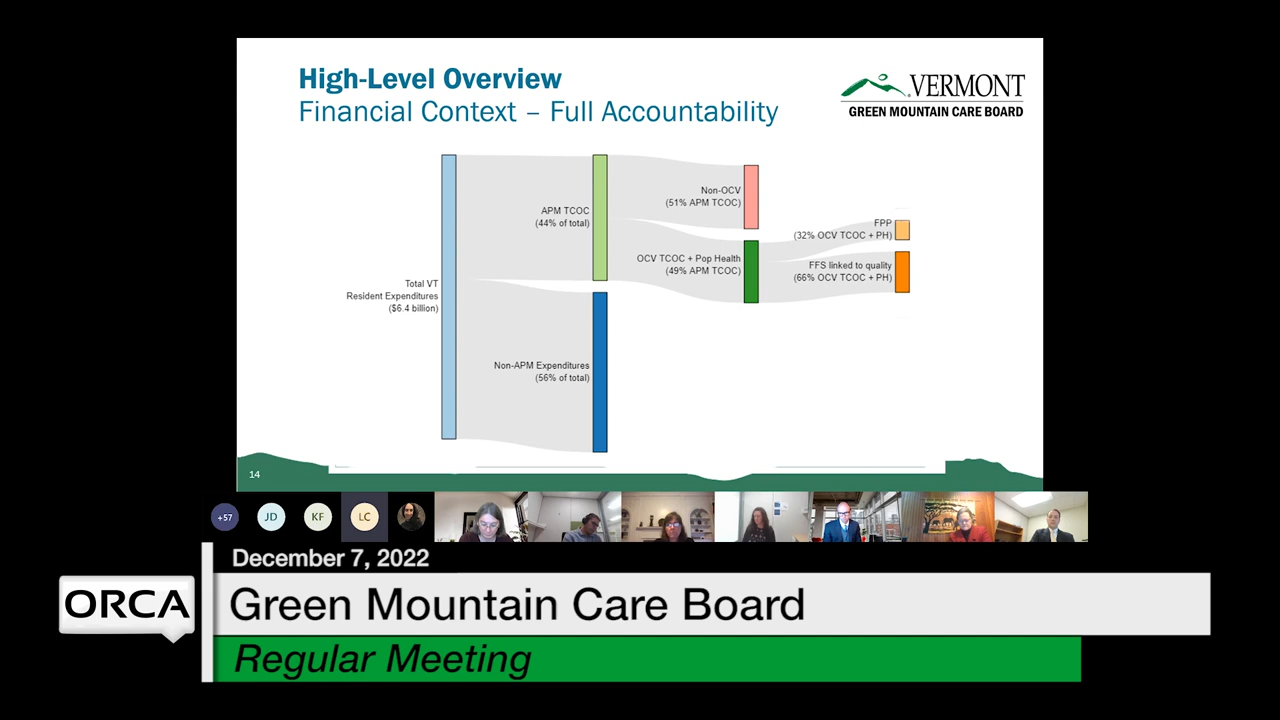 High-Level Overview
Financial Context – Full Accountability
VERMONT
GREEN MOUNTAIN CARE BOARD
Non-OCV
(51% APM TCOC)
APM TCOC
(44% of total)
FPP
(32% OCV TCOC + PH)
OCV TCOC + Pop Health
(49% APM TCOC)
FFS linked to quality
(66% OCV TCOC + PH)
Total VT
Resident Expenditures
($6.4 billion)
Non-APM Expenditures
(56% of total)
14
+57
JD
KF
LC
December 7, 2022
ORCA
Green Mountain Care Board
Regular Meeting